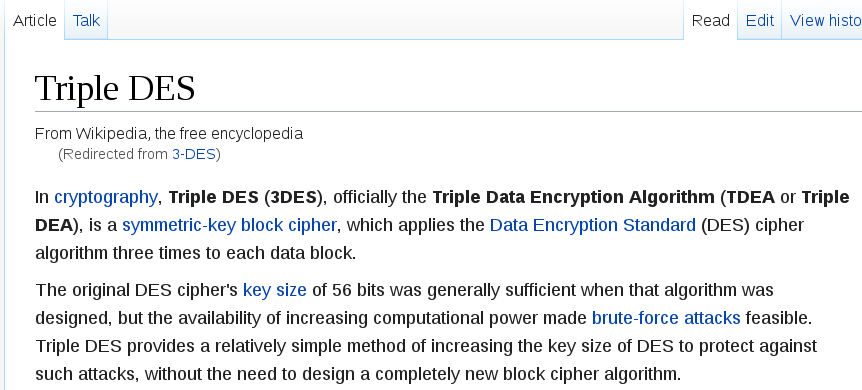 Article Talk Read Edit View histo
Triple DES
From Wikipedia, the free encyclopedia
(Redirected from 3-DES)
In cryptography, Triple DES (3DES), officially the Triple Data Encryption Algorithm (TDEA or Triple
DEA), is a symmetric-key block cipher, which applies the Data Encryption Standard (DES) cipher
algorithm three times to each data block.
The original DES cipher's key size of 56 bits was generally sufficient when that algorithm was
designed, but the availability of increasing computational power made brute-force attacks feasible.
Triple DES provides a relatively simple method of increasing the key size of DES to protect against
such attacks, without the need to design a completely new block cipher algorithm.